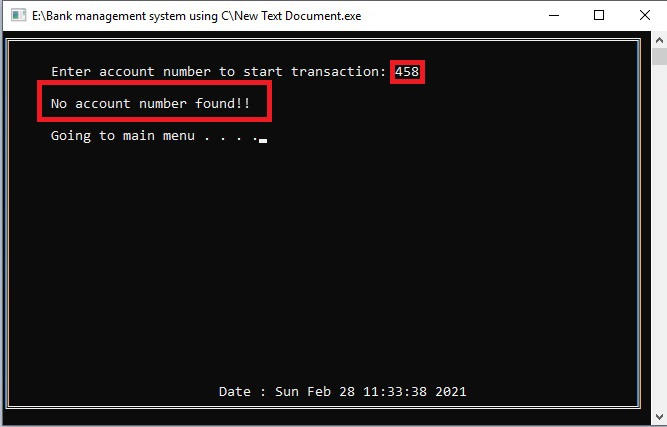 E:\Bank management system using C\New Text Document.exe
Enter account number to start transaction: 458
No account number found!!
Going to main menu . . . .
Date : Sun Feb 28 11:33:38 2021